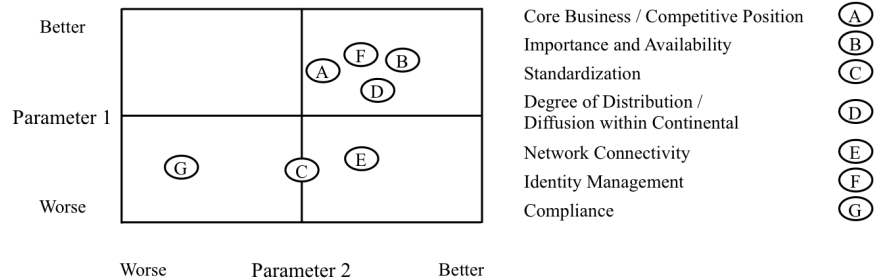 Better
Parameter 1
Worse
A
F
B
D
G
C
E
Worse Parameter 2 Better
Core Business / Competitive Position A
Importance and Availability B
Standardization C
Degree of Distribution /
Diffusion within Continental D
Network Connectivity E
Identity Management F
Compliance G